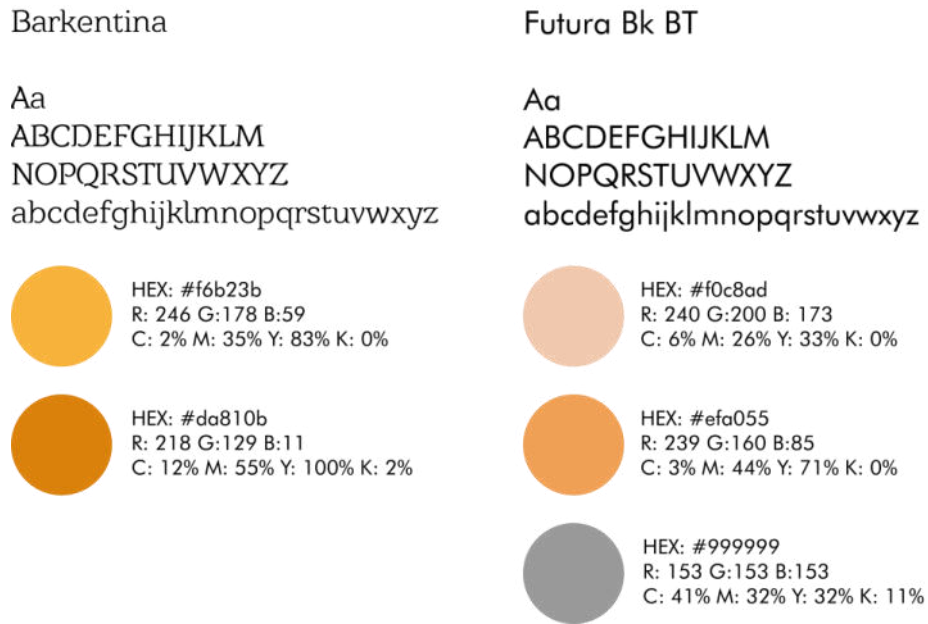 Barkentina
Aa
ABCDEFGHIJKLM
NOPQRSTUVWXYZ
abcdefghijklmnopqrstuvwxyz
HEX: #f6b23b
R: 246 G:178 B:59
C: 2% M: 35% Y: 83% K: 0%
HEX: #da810b
R: 218 G:129 B:11
C: 12% M: 55% Y: 100% K: 2%
Futura Bk BT
Aa
ABCDEFGHIJKLM
NOPQRSTUVWXYZ
abcdefghijklmnopqrstuvwxyz
HEX: #f0c8ad
R: 240 G:200 B: 173
C: 6% M: 26% Y: 33% K: 0%
HEX: #efa055
R: 239 G:160 B:85
C: 3% M: 44% Y: 71% K: 0%
HEX: #999999
R: 153 G:153 B:153
C: 41% M: 32% Y: 32% K: 11%